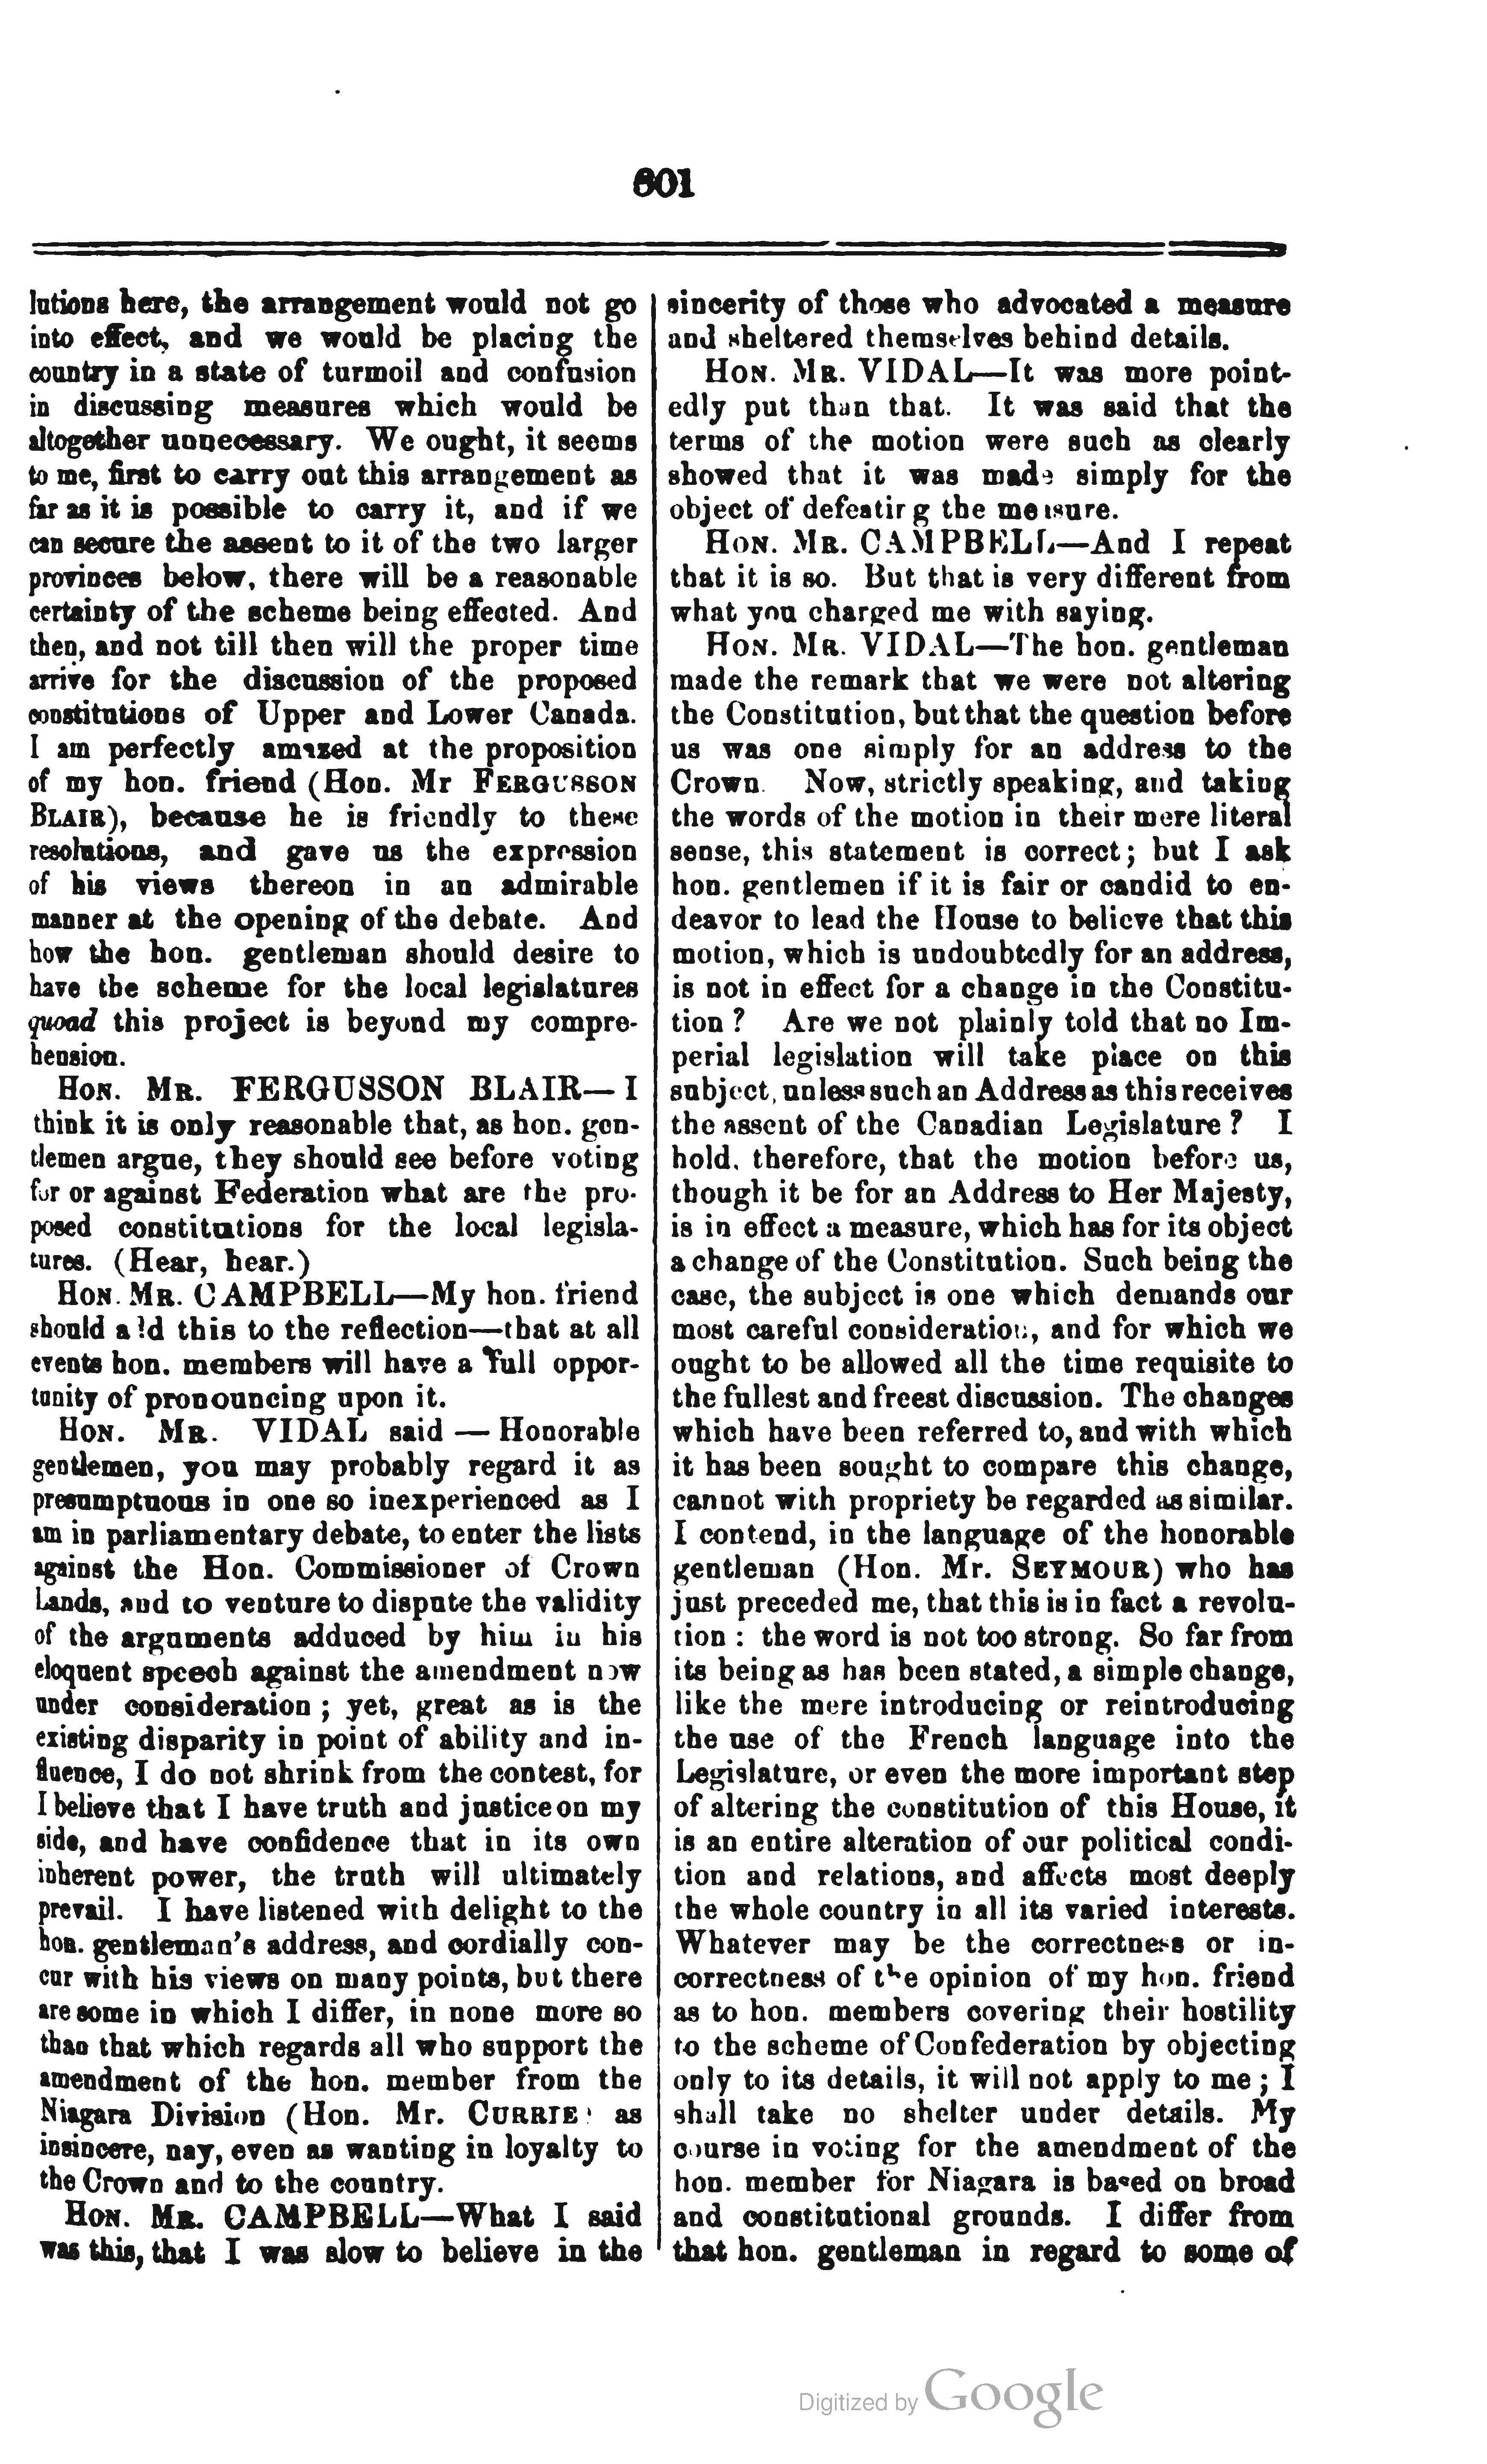 301
lutions here, the arrangement would not go
into effect, and we would be placing the
country in a state of turmoil and confusion
in discussing measures which would be
altogether unnecessary. We ought, it seems
to me, first to carry out this arrangement as
far as it is possible to carry it, and if we
can secure the assent to it of the two larger
provinces below, there will be a reasonable
certainty of the scheme being effected. And
then, and not till then will the proper time
arrive for the discussion of the proposed
constitutions of Upper and Lower Canada.
I am perfectly amazed at the proposition
of my hon. friend (Hon. Mr FERGUSSON
BLAIR), because he is friendly to these
resolutions, and gave us the expression
of his views thereon in an admirable
manner at the opening of the debate. And
how the hon. gentleman should desire to
have the scheme for the local legislatures
quoad this project is beyond my compre-
hension.
HON. MR. FERGUSSON BLAIR—I
think it is only reasonable that, as hon. gen-
tlemen argue, they should see before voting
for or against Federation what are the pro-
posed constitutions for the local legisla-
tures. (Hear, hear.)
HON. MR. CAMPBELL—My hon. friend
should add this to the reflection—that at all
events hon. members will have a full oppor-
tunity of pronouncing upon it.
HON. MR. VIDAL said — Honorable
gentlemen, you may probably regard it as
presumptuous in one so inexperienced as I
am in parliamentary debate, to enter the lists
against the Hon. Commissioner of Crown
Lands, and to venture to dispute the validity
of the arguments adduced by him in his
eloquent speech against the amendment now
under consideration ; yet, great as is the
existing disparity in point of ability and in-
fluence, I do not shrink from the contest, for
I believe that I have truth and justice on my
side, and have confidence that in its own
inherent power, the truth will ultimately
prevail. I have listened with delight to the
hon. gentleman's address, and cordially con-
cur with his views on many points, but there
are some in which I differ, in none more so
than that which regards all who support the
amendment of the hon. member from the
Niagara Division (Hon. Mr. CURRIE) as
insincere, nay, even as wanting in loyalty to
the Crown and to the country.
HON. MR. CAMPBELL—What I said
was this, that I was slow to believe in the
sincerity of those who advocated a measure
and sheltered themselves behind details.
HON. MR. VIDAL—It was more point-
edly put than that. It was said that the
terms of the motion were such as clearly
showed that it was made simply for the
object of defeating the measure.
HON. MR. CAMPBELL—And I repeat
that it is so. But that is very different from
what you charged me with saying.
HON. MR. VIDAL—The hon. gentleman
made the remark that we were not altering
the Constitution, but that the question before
us was one simply for an address to the
Crown. Now, strictly speaking, and taking
the words of the motion in their mere literal
sense, this statement is correct; but I ask
hon. gentlemen if it is fair or candid to en-
deavor to lead the House to believe that this
motion, which is undoubtedly for an address,
is not in effect for a change in the Constitu-
tion ? Are we not plainly told that no Im-
perial legislation will take place on this
subject, unless such an Address as this receives
the assent of the Canadian Legislature ? I
hold, therefore, that the motion before us,
though it be for an Address to Her Majesty,
is in effect a measure, which has for its object
a change of the Constitution. Such being the
case, the subject is one which demands our
most careful consideration, and for which we
ought to be allowed all the time requisite to
the fullest and freest discussion. The changes
which have been referred to, and with which
it has been sought to compare this change,
cannot with propriety be regarded as similar.
I contend, in the language of the honorable
gentleman (Hon. Mr. SEYMOUR) who has
just preceded me, that this is in fact a revolu-
tion : the word is not too strong. So far from
its being as has been stated, a simple change,
like the mere introducing or reintroducing
the use of the French language into the
Legislature, or even the more important step
of altering the constitution of this House, it
is an entire alteration of our political condi-
tion and relations, and affects most deeply
the whole country in all its varied interests.
Whatever may be the correctness or in-
correctness of the opinion of my hon. friend
as to hon. members covering their hostility
to the scheme of Confederation by objecting
only to its details, it will not apply to me ; I
shall take no shelter under details. My
course in voting for the amendment of the
hon. member for Niagara is based on broad
and constitutional grounds. I differ from
that hon. gentleman in regard to some of
Digitized by Google